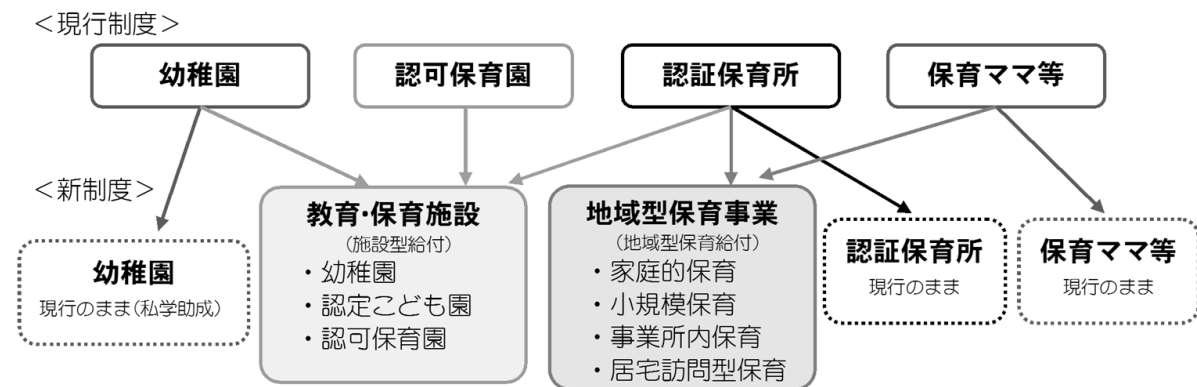 ＜現行制度＞
幼稚園
認可保育園
認証保育所
保育ママ等
＜新制度＞
幼稚園
現行のまま（私学助成）
教育・保育施設
（施設型給付）
・幼稚園
・認定こども園
・認可保育園
地域型保育事業
（地域型保育給付）
・家庭的保育
・小規模保育
・事業所内保育
・居宅訪問型保育
認証保育所
現行のまま
保育ママ等
現行のまま